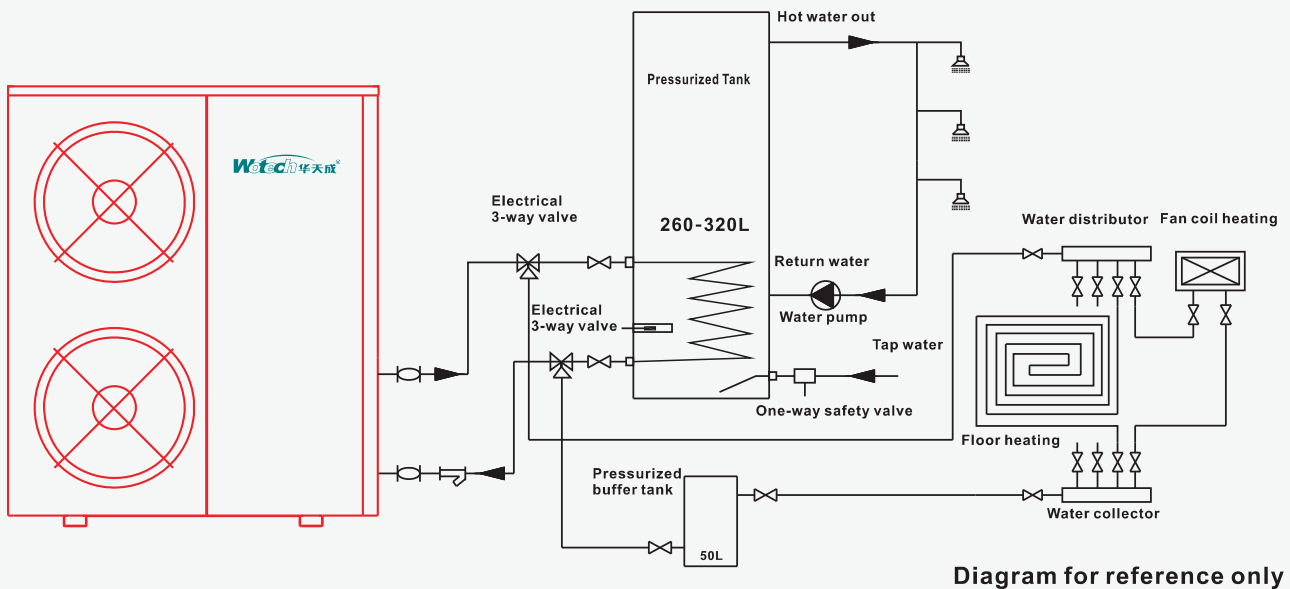 Hot water out
Pressurized Tank
Wotech华天成®
Electrical
3-way valve
260-320L
Water distributor
Fan coil heating
Return water
Electrical
3-way valve
Water pump
Tap water
One-way safety valve
Floor heating
Pressurized
buffer tank
Water collector
50L
Diagram for reference only